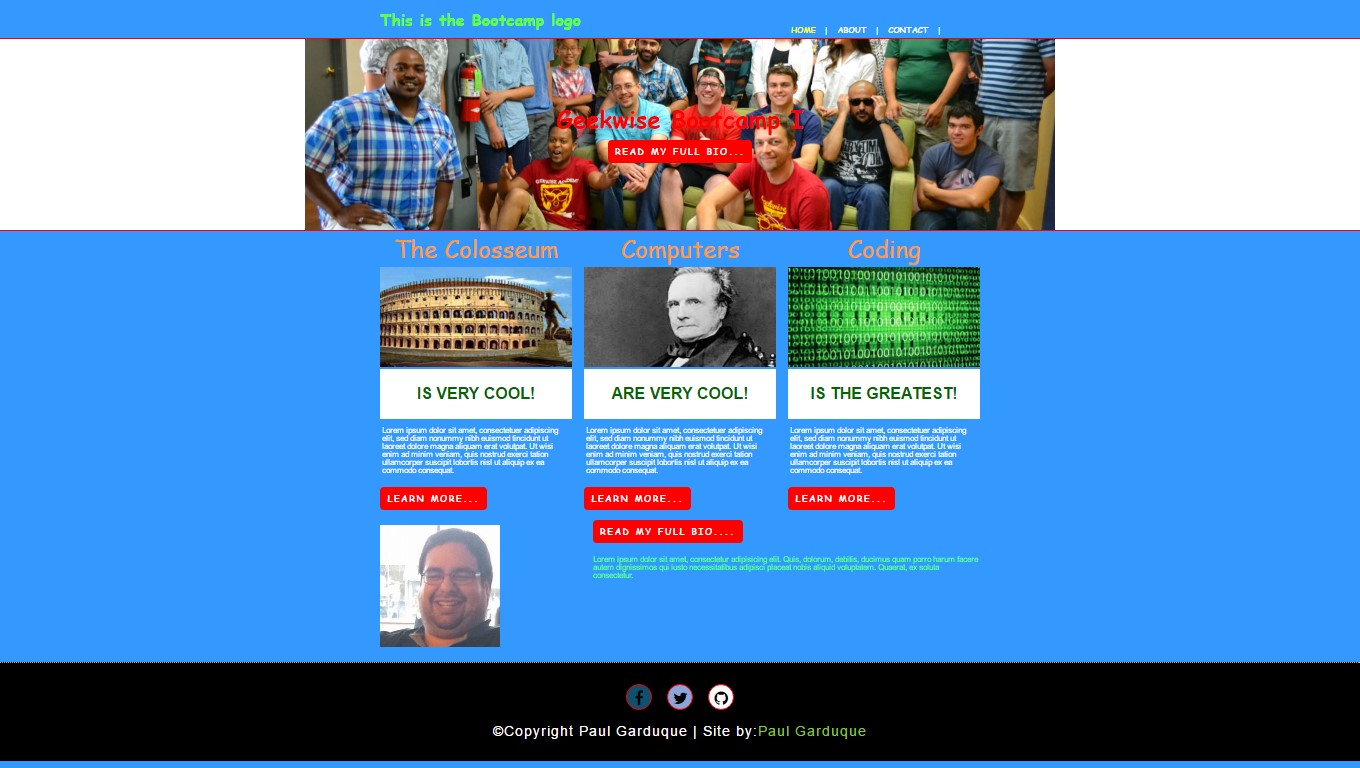 This is the Bootcamp logo
HOME | ABOUT | CONTACT |
Geekwise Bootcamp I
READ MY FULL BIO...
The Colosseum
IS VERY COOL!
Lorem ipsum dolor sit amet, consectetuer adipiscing
elit, sed diam nonummy nibh euismod tincidunt ut
laoreet dolore magna aliquam erat volutpat. Ut wisi
enim ad minim veniam, quis nostrud exerci tation
ullamcorper suscipit lobortis nisl ut aliquip ex ea
commodo consequat.
LEARN MORE...
Computers
ARE VERY COOL!
Lorem ipsum dolor sit amet, consectetuer adipiscing
elit, sed diam nonummy nibh euismod tincidunt ut
laoreet dolore magna aliquam erat volutpat. Ut wisi
enim ad minim veniam, quis nostrud exerci tation
ullamcorper suscipit lobortis nisl ut aliquip ex ea
commodo consequat.
LEARN MORE...
Coding
IS THE GREATEST!
Lorem ipsum dolor sit amet, consectetuer adipiscing
elit, sed diam nonummy nibh euismod tincidunt ut
laoreet dolore magna aliquam erat volutpat. Ut wisi
enim ad minim veniam, quis nostrud exerci tation
ullamcorper suscipit lobortis nisl ut aliquip ex ea
commodo consequat.
LEARN MORE...
READ MY FULL BIO....
Lorem ipsum dolor sit amet, consectetur adipisicing elit. Quis, dolorum, debitis, ducimus quam porro harum facere
autem dignissimos qui iusto necessitatibus adipisci placeat nobis aliquid voluptatem. Quaerat, ex soluta
consectetur.
©Copyright Paul Garduque | Site by:Paul Garduque